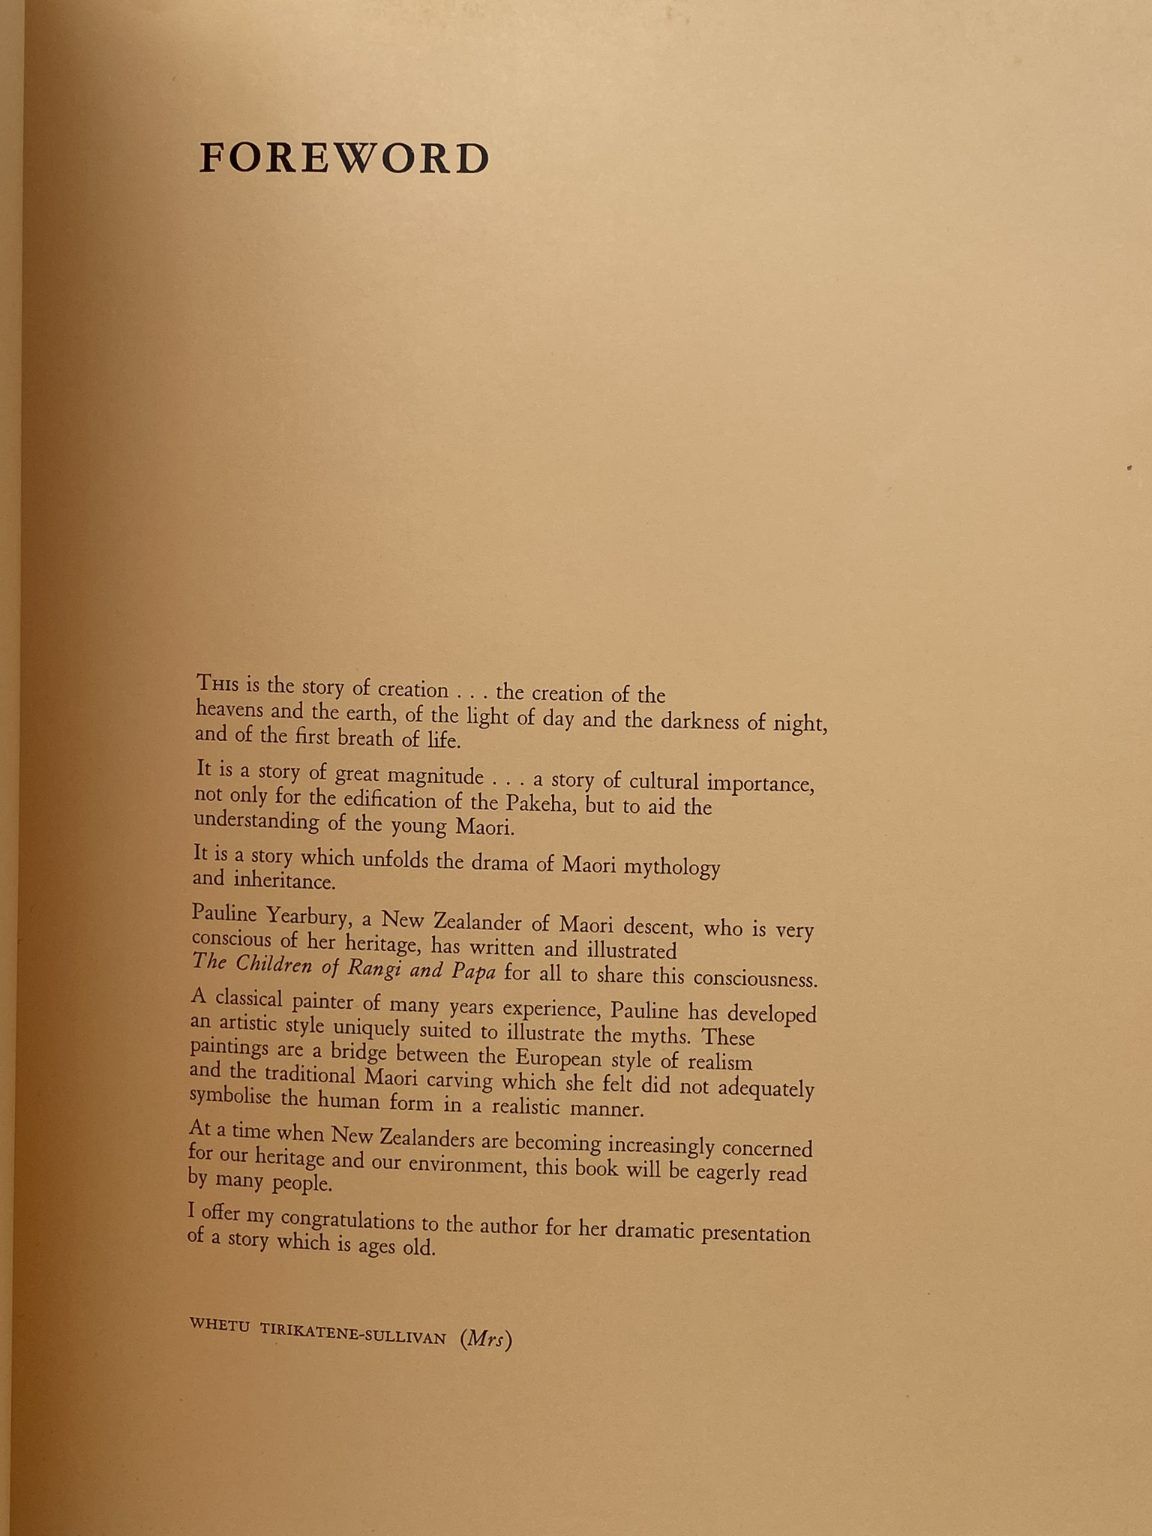 FOREWORD
THIS is the story of creation . . . the creation of the
heavens and the earth, of the light of day and the darkness of night,
and of the first breath of life.
It is a story of great magnitude . . . a story of cultural importance,
not only for the edification of the Pakeha, but to aid the
understanding of the young Maori.
It is a story which unfolds the drama of Maori mythology
and inheritance.
Pauline Yearbury, a New Zealander of Maori descent, who is very
conscious of her heritage, has written and illustrated
The Children of Rangi and Papa for all to share this consciousness.
A classical painter of many years experience, Pauline has developed
an artistic style uniquely suited to illustrate the myths. These
paintings are a bridge between the European style of realism
and the traditional Maori carving which she felt did not adequately
symbolise the human form in a realistic manner.
At a time when New Zealanders are becoming increasingly concerned
for our heritage and our environment, this book will be eagerly read
by many people.
I offer my congratulations to the author for her dramatic presentation
of a story which is ages old.
WHETU TIRIKATENE-SULLIVAN (Mrs)